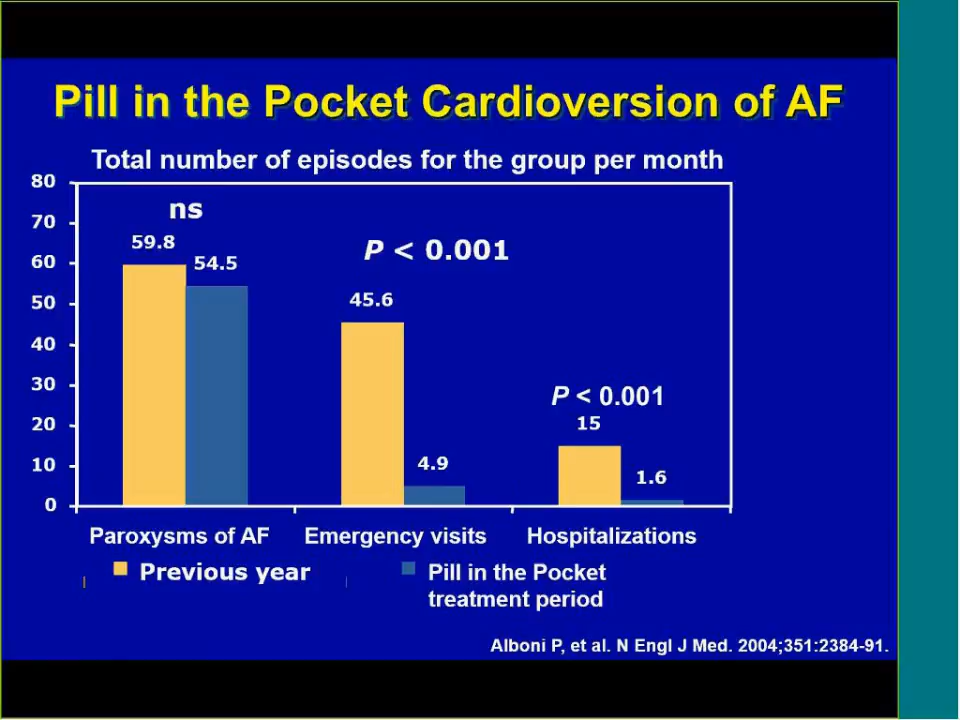 Pill in the Pocket Cardioversion of AF
Total number of episodes for the group per month
80
70
60
50
40
30
20
10
0
ns
59.8
54.5
P < 0.001
45.6
4.9
P < 0.001
15
1.6
Paroxysms of AF
Emergency visits
Hospitalizations
Previous year
Pill in the Pocket
treatment period
Alboni P, et al. N Engl J Med. 2004;351:2384-91.